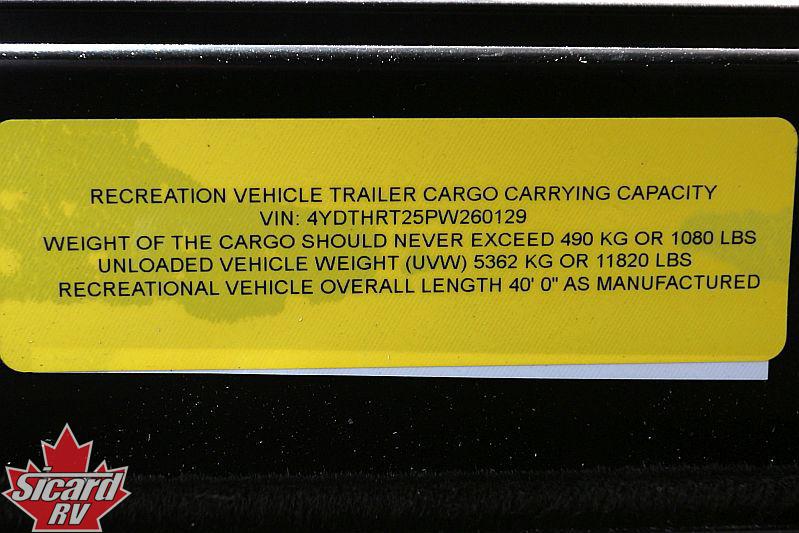 RECREATION VEHICLE TRAILER CARGO CARRYING CAPACITY
VIN: 4YDTHRT25PW260129
WEIGHT OF THE CARGO SHOULD NEVER EXCEED 490 KG OR 1080 LBS
UNLOADED VEHICLE WEIGHT (UVW) 5362 KG OR 11820 LBS
RECREATIONAL VEHICLE OVERALL LENGTH 40' 0" AS MANUFACTURED
Sicard
RV